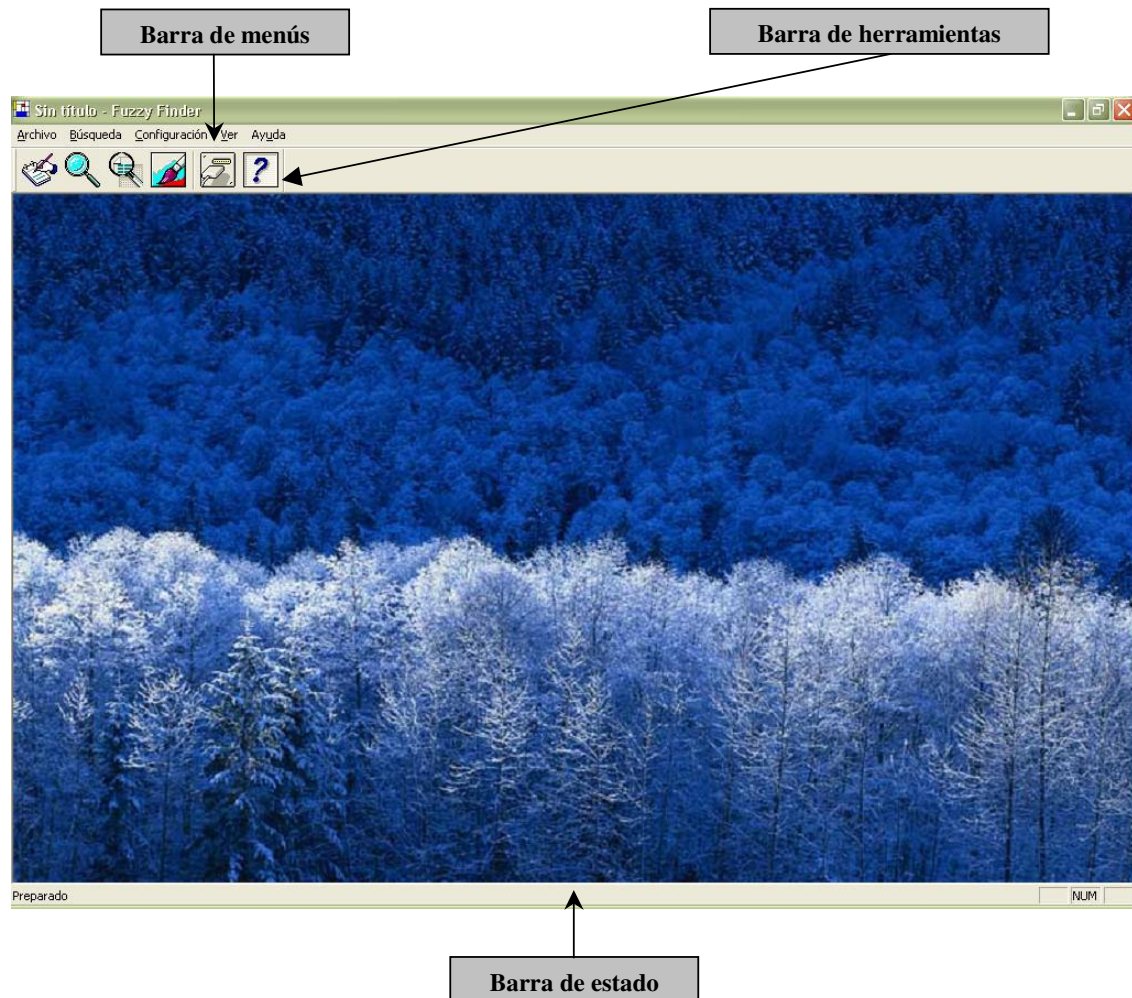 Barra de menús
Barra de herramientas
Sin título - Fuzzy Finder
Archivo Búsqueda Configuración Ver Ayuda
?
Preparado
NUM
Barra de estado